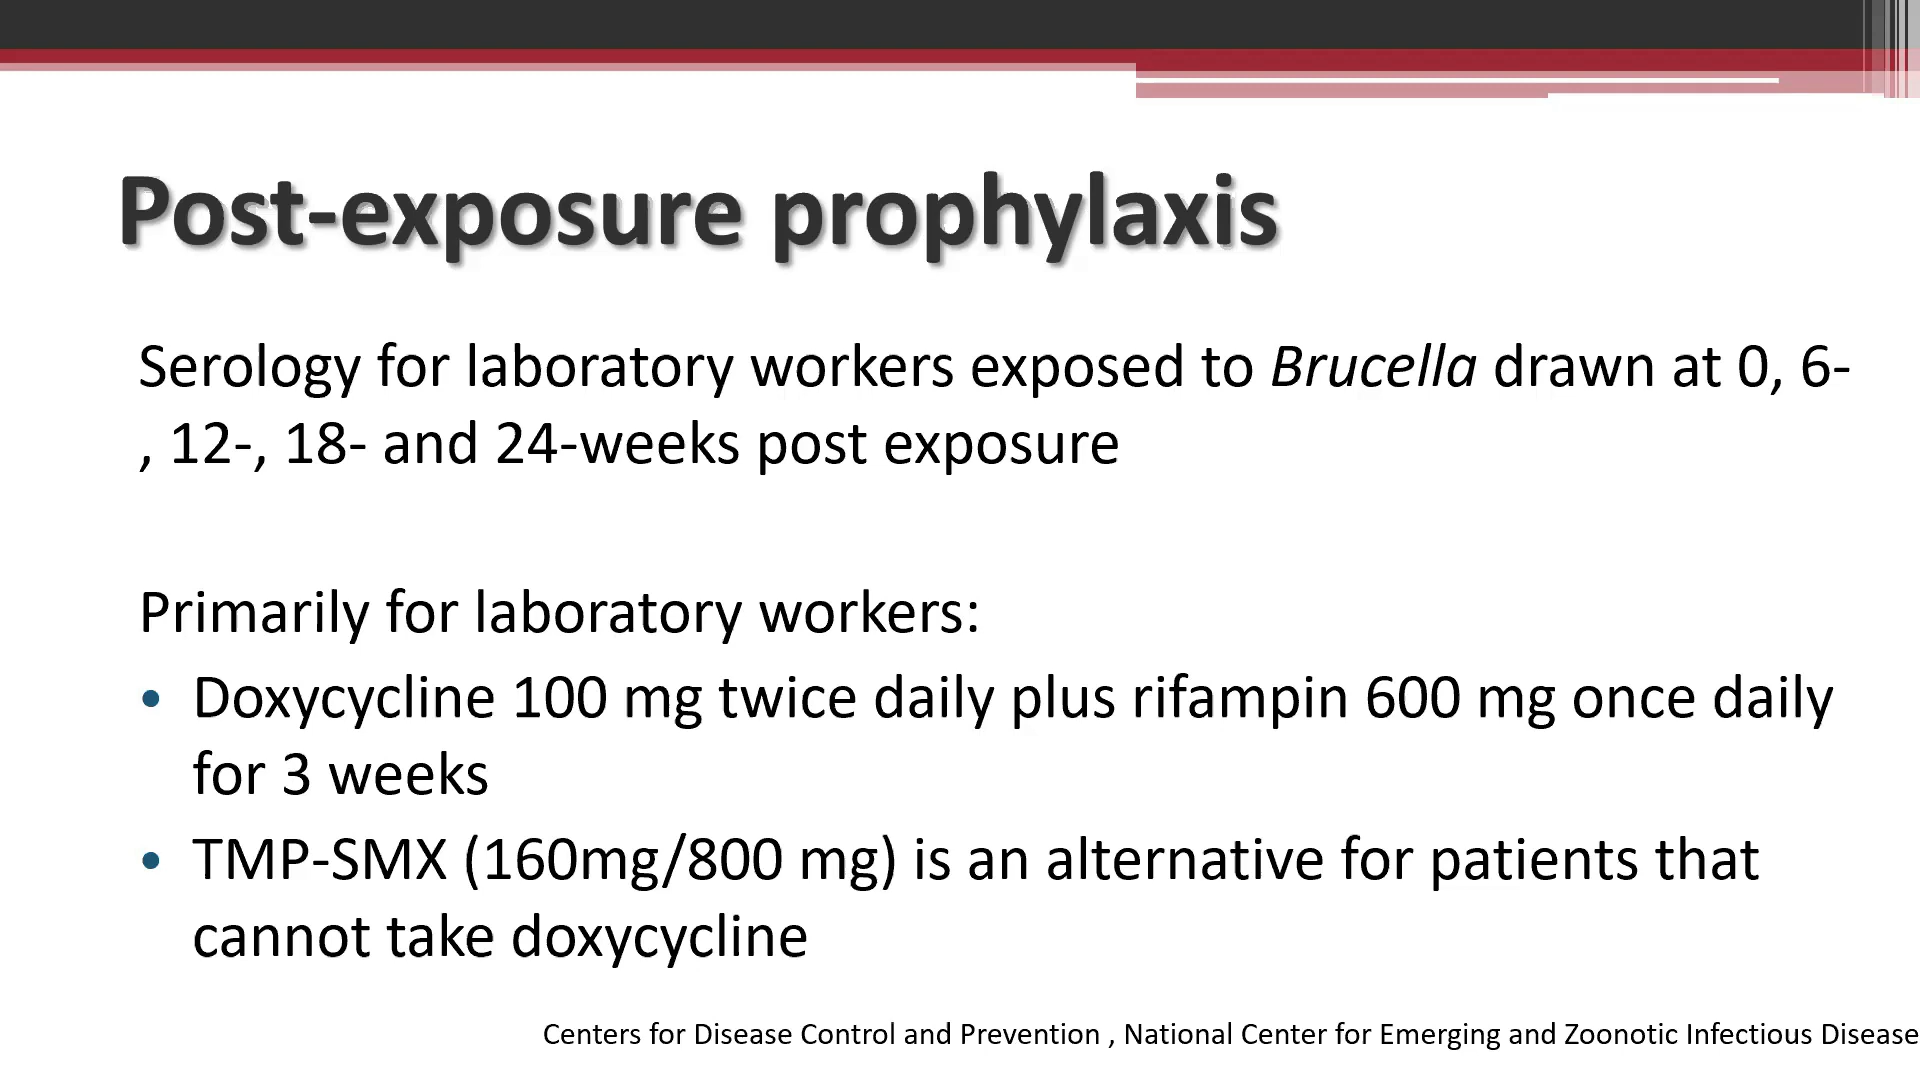 Post-exposure prophylaxis
Serology for laboratory workers exposed to Brucella drawn at 0, 6-
, 12-, 18- and 24-weeks post exposure
Primarily for laboratory workers:
• Doxycycline 100 mg twice daily plus rifampin 600 mg once daily
for 3 weeks
• TMP-SMX (160mg/800 mg) is an alternative for patients that
cannot take doxycycline
Centers for Disease Control and Prevention , National Center for Emerging and Zoonotic Infectious Disease